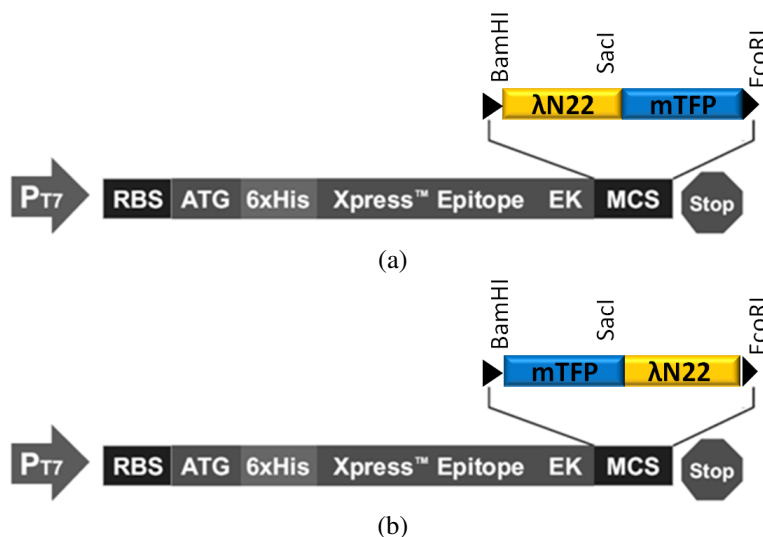 BamHI SacI EcoRI
λN22 mTFP
PT7 RBS ATG 6xHis Xpress™ Epitope EK MCS Stop
(a)
BamHI SacI EcoRI
mTFP λN22
PT7 RBS ATG 6xHis Xpress™ Epitope EK MCS Stop
(b)